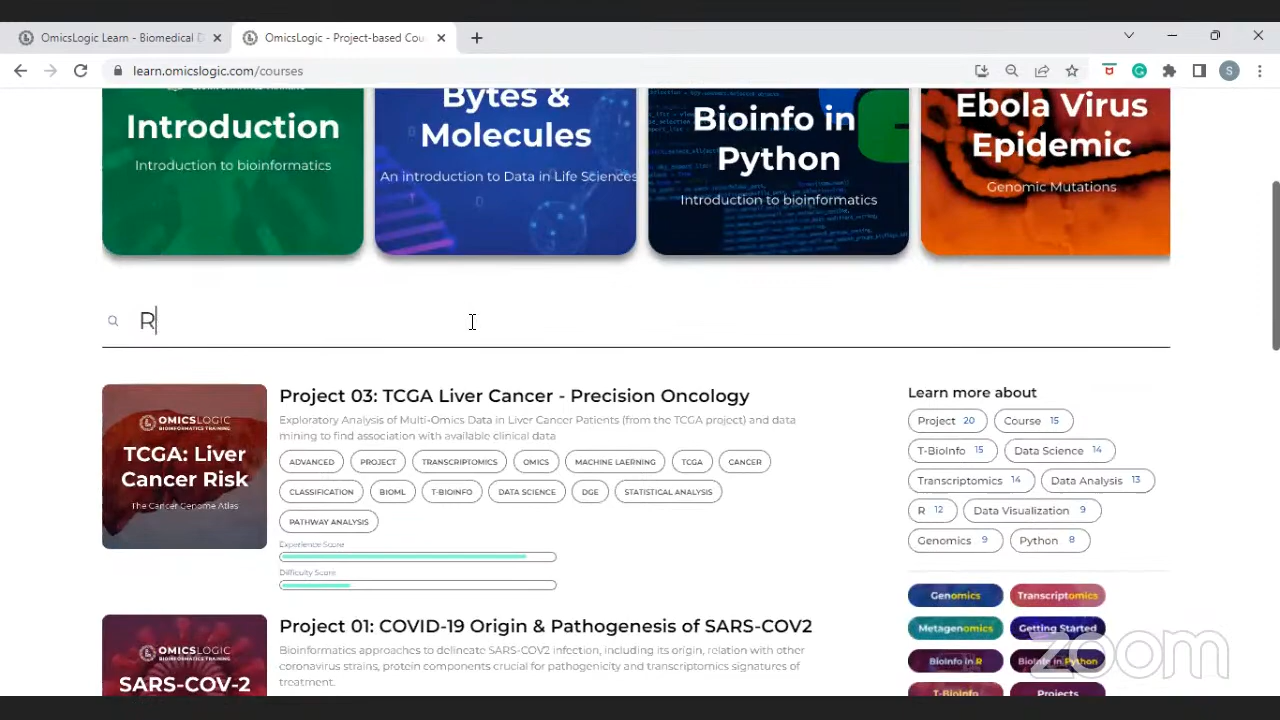 OmicsLogic Learn - Biomedical D
OmicsLogic - Project-based Cou
learn.omicslogic.com/courses
S
Introduction
Introduction to bioinformatics
Bytes &
Molecules
An introduction to Data in Life Sciences
Bioinfo in
Python
Introduction to bioinformatics
Ebola Virus
Epidemic
Genomic Mutations
R
OMICSLOGIC
BIOINFORMATICS TRAINING
TCGA: Liver
Cancer Risk
The Cancer Genome Atlas
Project 03: TCGA Liver Cancer - Precision Oncology
Exploratory Analysis of Multi-Omics Data in Liver Cancer Patients (from the TCGA project) and data
mining to find association with available clinical data
ADVANCED PROJECT TRANSCRIPTOMICS OMICS MACHINE LAERNING TCGA CANCER
CLASSIFICATION BIOML T-BIOINFO DATA SCIENCE DGE STATISTICAL ANALYSIS
PATHWAY ANALYSIS
Experience Score
Difficulty Score
Learn more about
Project 20 Course 15
T-BioInfo 15 Data Science 14
Transcriptomics 14 Data Analysis 13
R 12 Data Visualization 9
Genomics 9 Python 8
Genomics Transcriptomics
Metagenomics Getting Started
BioInfo in R BioInfo in Python
T-BioInfo Projects
OMICSLOGIC
BIOINFORMATICS TRAINING
SARS-COV-2
Project 01: COVID-19 Origin & Pathogenesis of SARS-COV2
Bioinformatics approaches to delincate SARS-COV2 infection, including its origin, relation with other
coronavirus strains, protein components crucial for pathogenicity and transcriptomics signatures of
treatment.
zoom